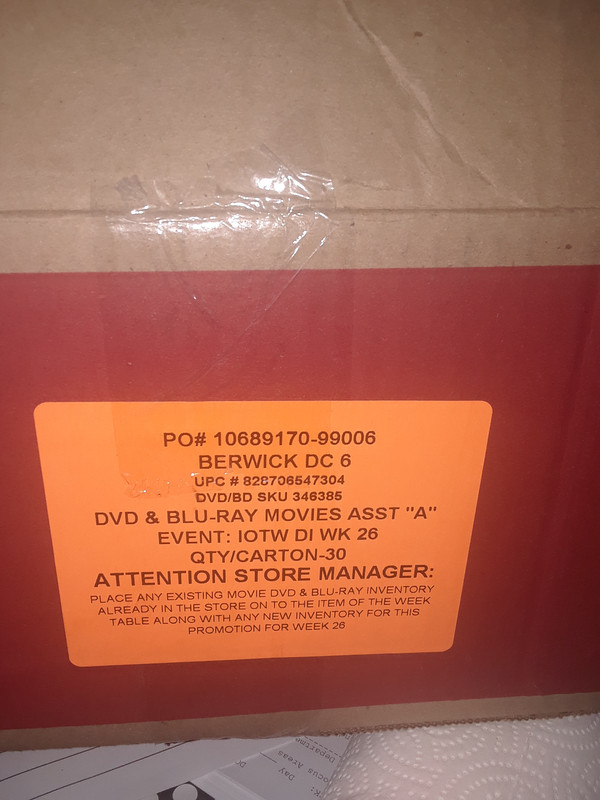 PO# 10689170-99006
BERWICK DC 6
UPC # 828706547304
DVD/BD SKU 346385
DVD & BLU-RAY MOVIES ASST "A"
EVENT: IOTW DI WK 26
QTY/CARTON-30
ATTENTION STORE MANAGER:
PLACE ANY EXISTING MOVIE DVD & BLU-RAY INVENTORY
ALREADY IN THE STORE ON TO THE ITEM OF THE WEEK
TABLE ALONG WITH ANY NEW INVENTORY FOR THIS
PROMOTION FOR WEEK 26
Day